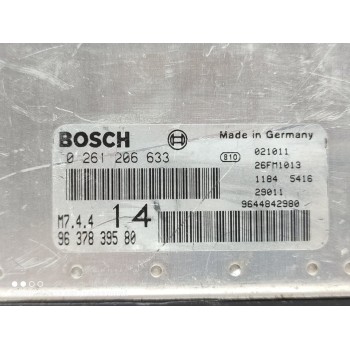 BOSCH
Made in Germany
0 261 206 633
810
021011
26FM1013
1184 5416
29011
9644842980
M7.4.4 14
96 378 395 80